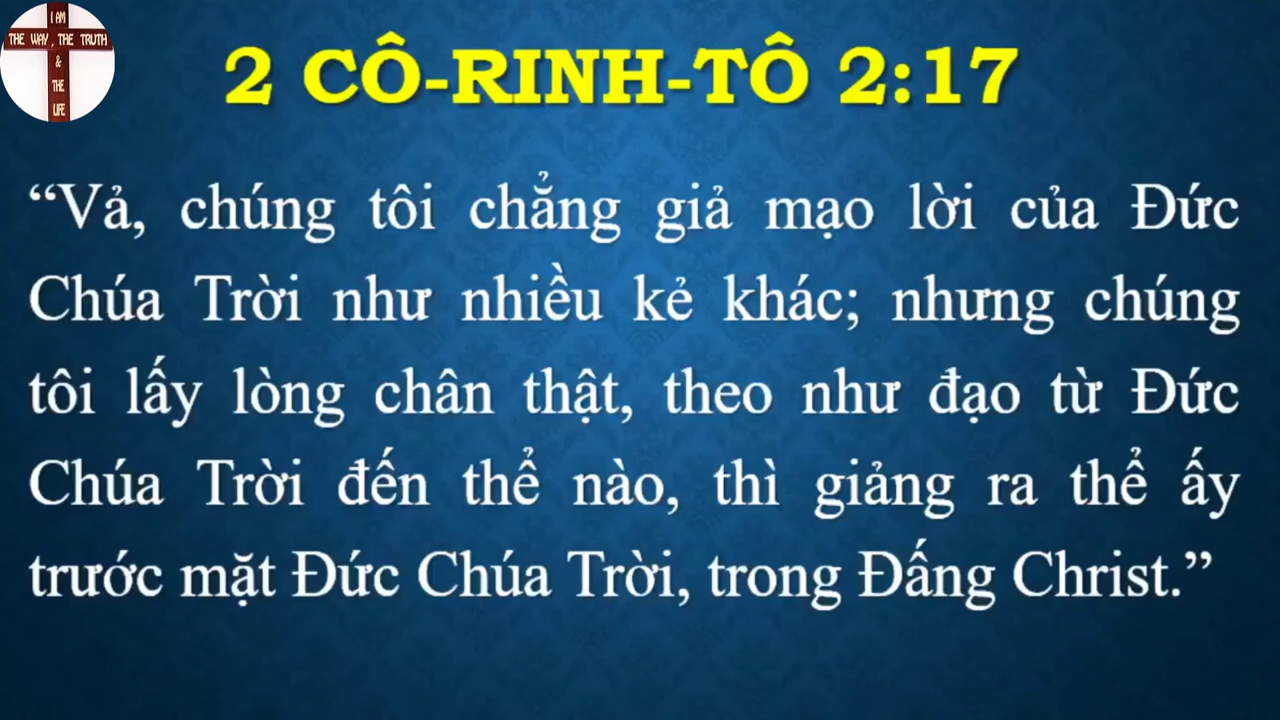 I AM
THE WAY , THE TRUTH
&
THE
LIFE
2 CÔ-RINH-TÔ 2:17
“Vả, chúng tôi chẳng giả mạo lời của Đức
Chúa Trời như nhiều kẻ khác; nhưng chúng
tôi lấy lòng chân thật, theo như đạo từ Đức
Chúa Trời đến thể nào, thì giảng ra thể ấy
trước mặt Đức Chúa Trời, trong Đấng Christ.”